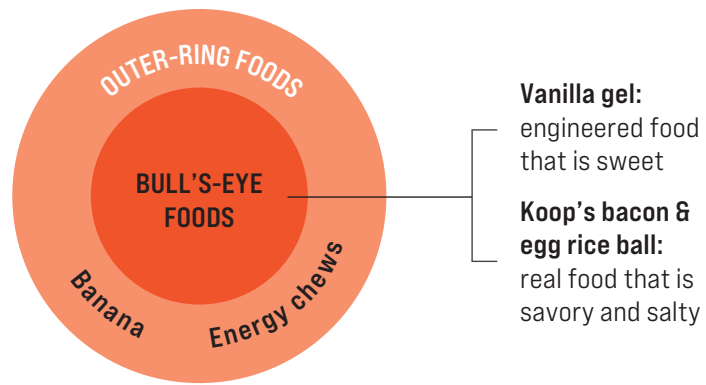 OUTER-RING FOODS
BULL'S-EYE
FOODS
Banana
Energy chews
Vanilla gel:
engineered food
that is sweet
Koop's bacon &
egg rice ball:
real food that is
savory and salty